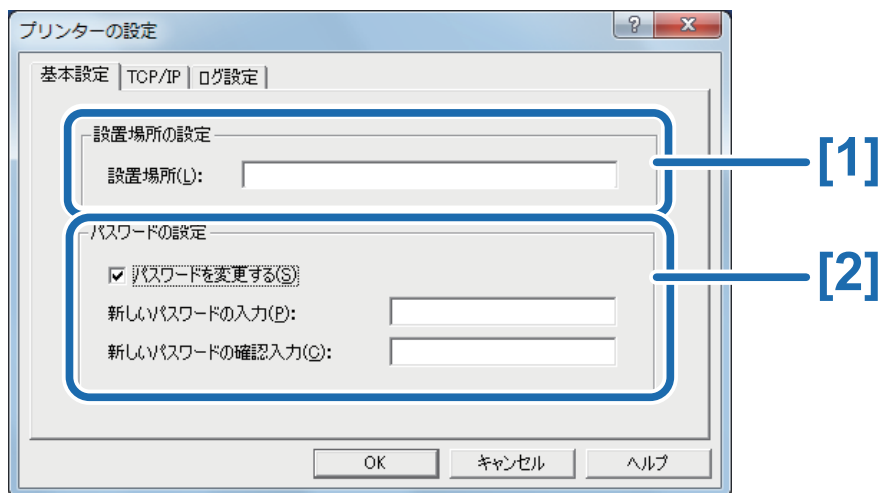 プリンターの設定
基本設定 TCP/IP ログ設定
設置場所の設定
設置場所(L):
[1]
パスワードの設定
パスワードを変更する(S)
[2]
新しいパスワードの入力(P):
新しいパスワードの確認入力(C):
OK キャンセル ヘルプ